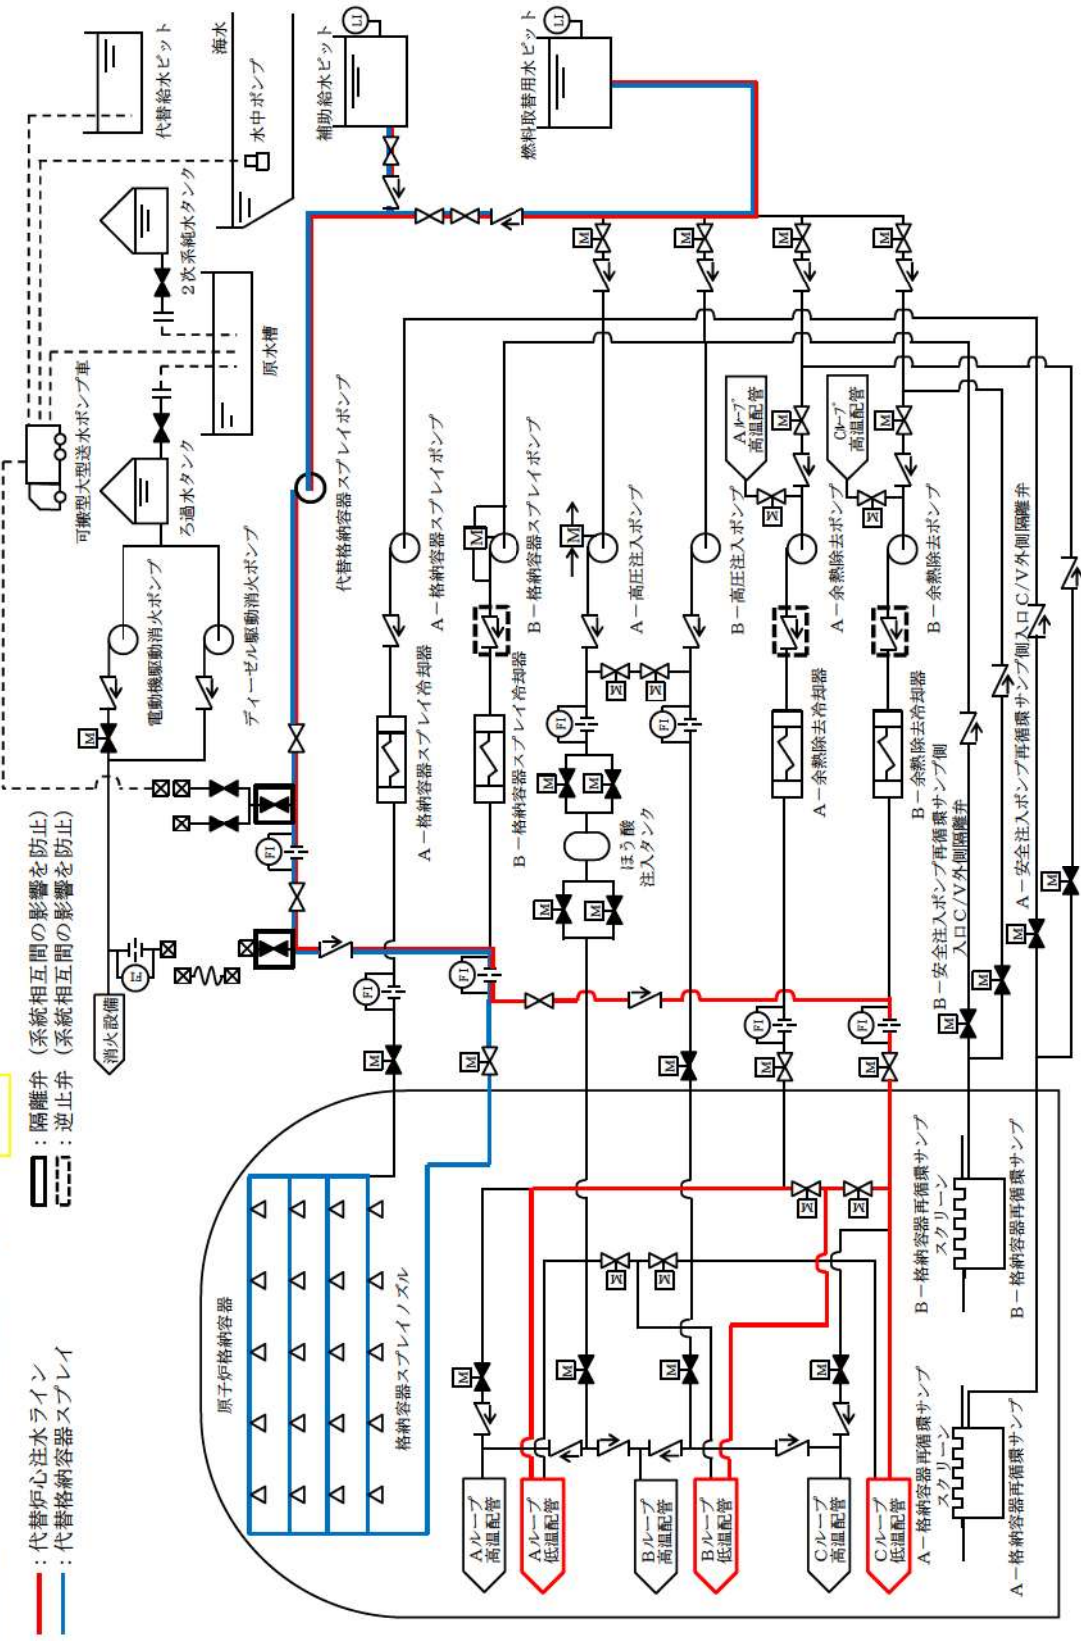 ：代替炉心注水ライン
：代替格納容器スプレイ
：隔離弁（系統相互間の影響を防止）
：逆止弁（系統相互間の影響を防止）
代替給水ピット
海水
水中ポンプ
補助給水ピット
LI
燃料取替用水ピット
LI
2次系純水タンク
原水槽
可搬型大型送水ポンプ車
ろ過水タンク
電動機駆動消火ポンプ
ディーゼル駆動消火ポンプ
代替格納容器スプレイポンプ
消火設備
M
FI
FI
A－格納容器スプレイポンプ
B－格納容器スプレイポンプ
M
A－高圧注入ポンプ
M
B－高圧注入ポンプ
A－余熱除去ポンプ
B－余熱除去ポンプ
Aループ
高温配管
Cループ
高温配管
M
M
M
M
M
M
M
M
A－格納容器スプレイ冷却器
B－格納容器スプレイ冷却器
A－余熱除去冷却器
B－余熱除去冷却器
M
M
FI
FI
M
M
ほう酸
注入タンク
M
M
FI
FI
FI
FI
M
M
M
M
M
B－安全注入ポンプ再循環サンプ側
入口C/V外側隔離弁
A－安全注入ポンプ再循環サンプ側入口C/V外側隔離弁
M
M
M
M
原子炉格納容器
格納容器スプレイノズル
M
M
M
M
M
M
M
M
Aループ
高温配管
Aループ
低温配管
Bループ
高温配管
Bループ
低温配管
Cループ
高温配管
Cループ
低温配管
B－格納容器再循環サンプ
スクリーン
B－格納容器再循環サンプ
A－格納容器再循環サンプ
スクリーン
A－格納容器再循環サンプ